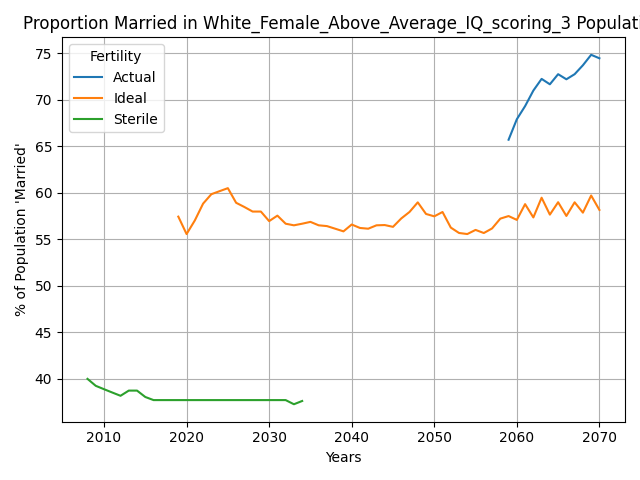 Proportion Married in White_Female_Above_Average_IQ_scoring_3 Populati
Fertility
Actual
Ideal
Sterile
% of Population 'Married'
75
70
65
60
55
50
45
40
2010 2020 2030 2040 2050 2060 2070
Years